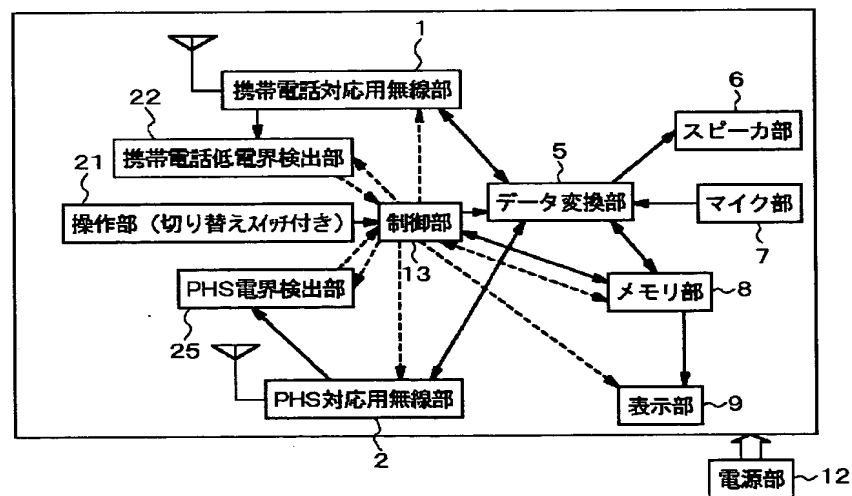 1
携帯電話対応用無線部
22
携帯電話低電界検出部
6
スピーカ部
21
操作部(切り替えスイッチ付き)
5
データ変換部
マイク部
7
制御部
13
PHS電界検出部
25
メモリ部
8
PHS対応用無線部
2
表示部
9
電源部
12